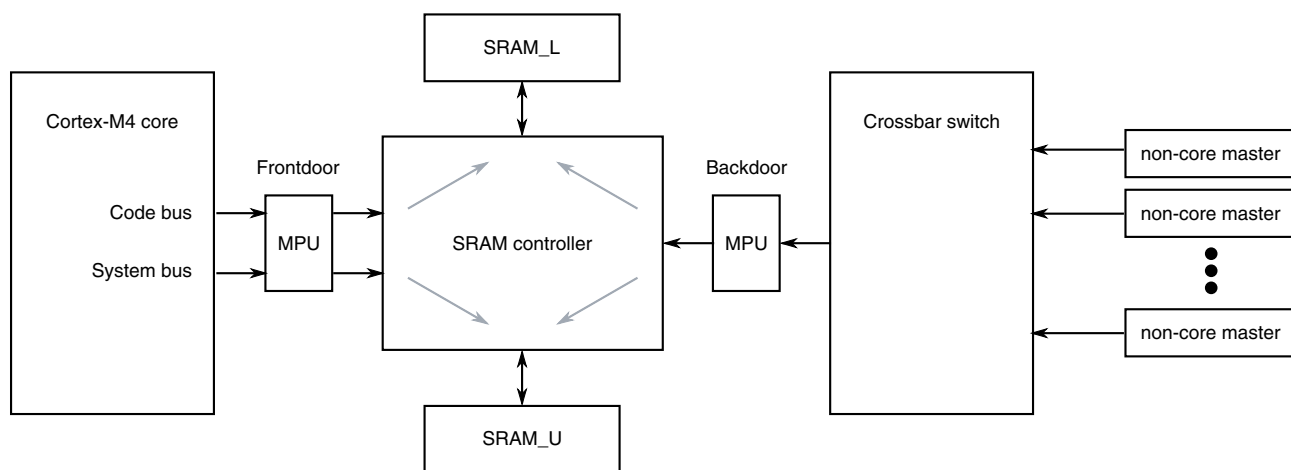 SRAM_L
Cortex-M4 core
Crossbar switch
Frontdoor
Backdoor
non-core master
Code bus
MPU
SRAM controller
MPU
non-core master
System bus
non-core master
SRAM_U